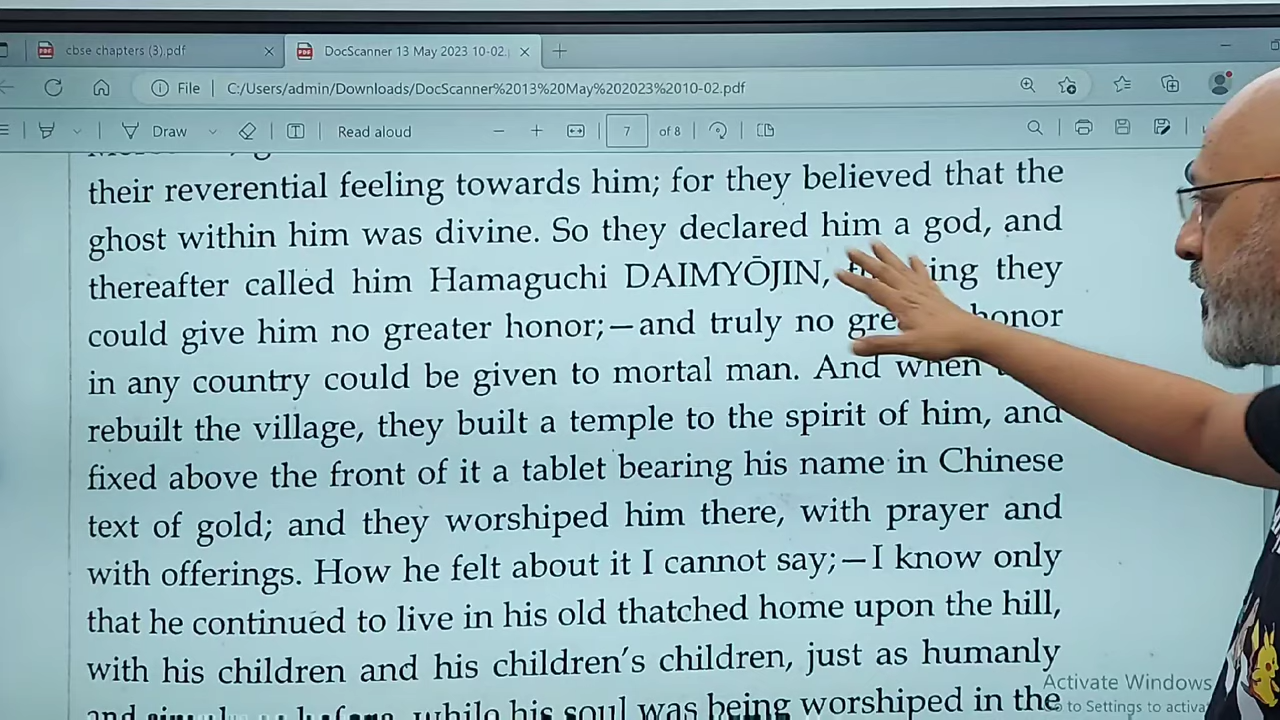 cbse chapters (3).pdf
DocScanner 13 May 2023 10-02.
File
C:/Users/admin/Downloads/DocScanner%2013%20May%202023%2010-02.pdf
Draw
Read aloud
7
of 8
their reverential feeling towards him; for they believed that the
ghost within him was divine. So they declared him a god, and
thereafter called him Hamaguchi DAIMYŌJIN, they
could give him no greater honor;—and truly no honor
in any country could be given to mortal man. And when
rebuilt the village, they built a temple to the spirit of him, and
fixed above the front of it a tablet bearing his name in Chinese
text of gold; and they worshiped him there, with prayer and
with offerings. How he felt about it I cannot say;—I know only
that he continued to live in his old thatched home upon the hill,
with his children and his children's children, just as humanly
while his soul was being worshiped in the
Activate Windows
to Settings to activa